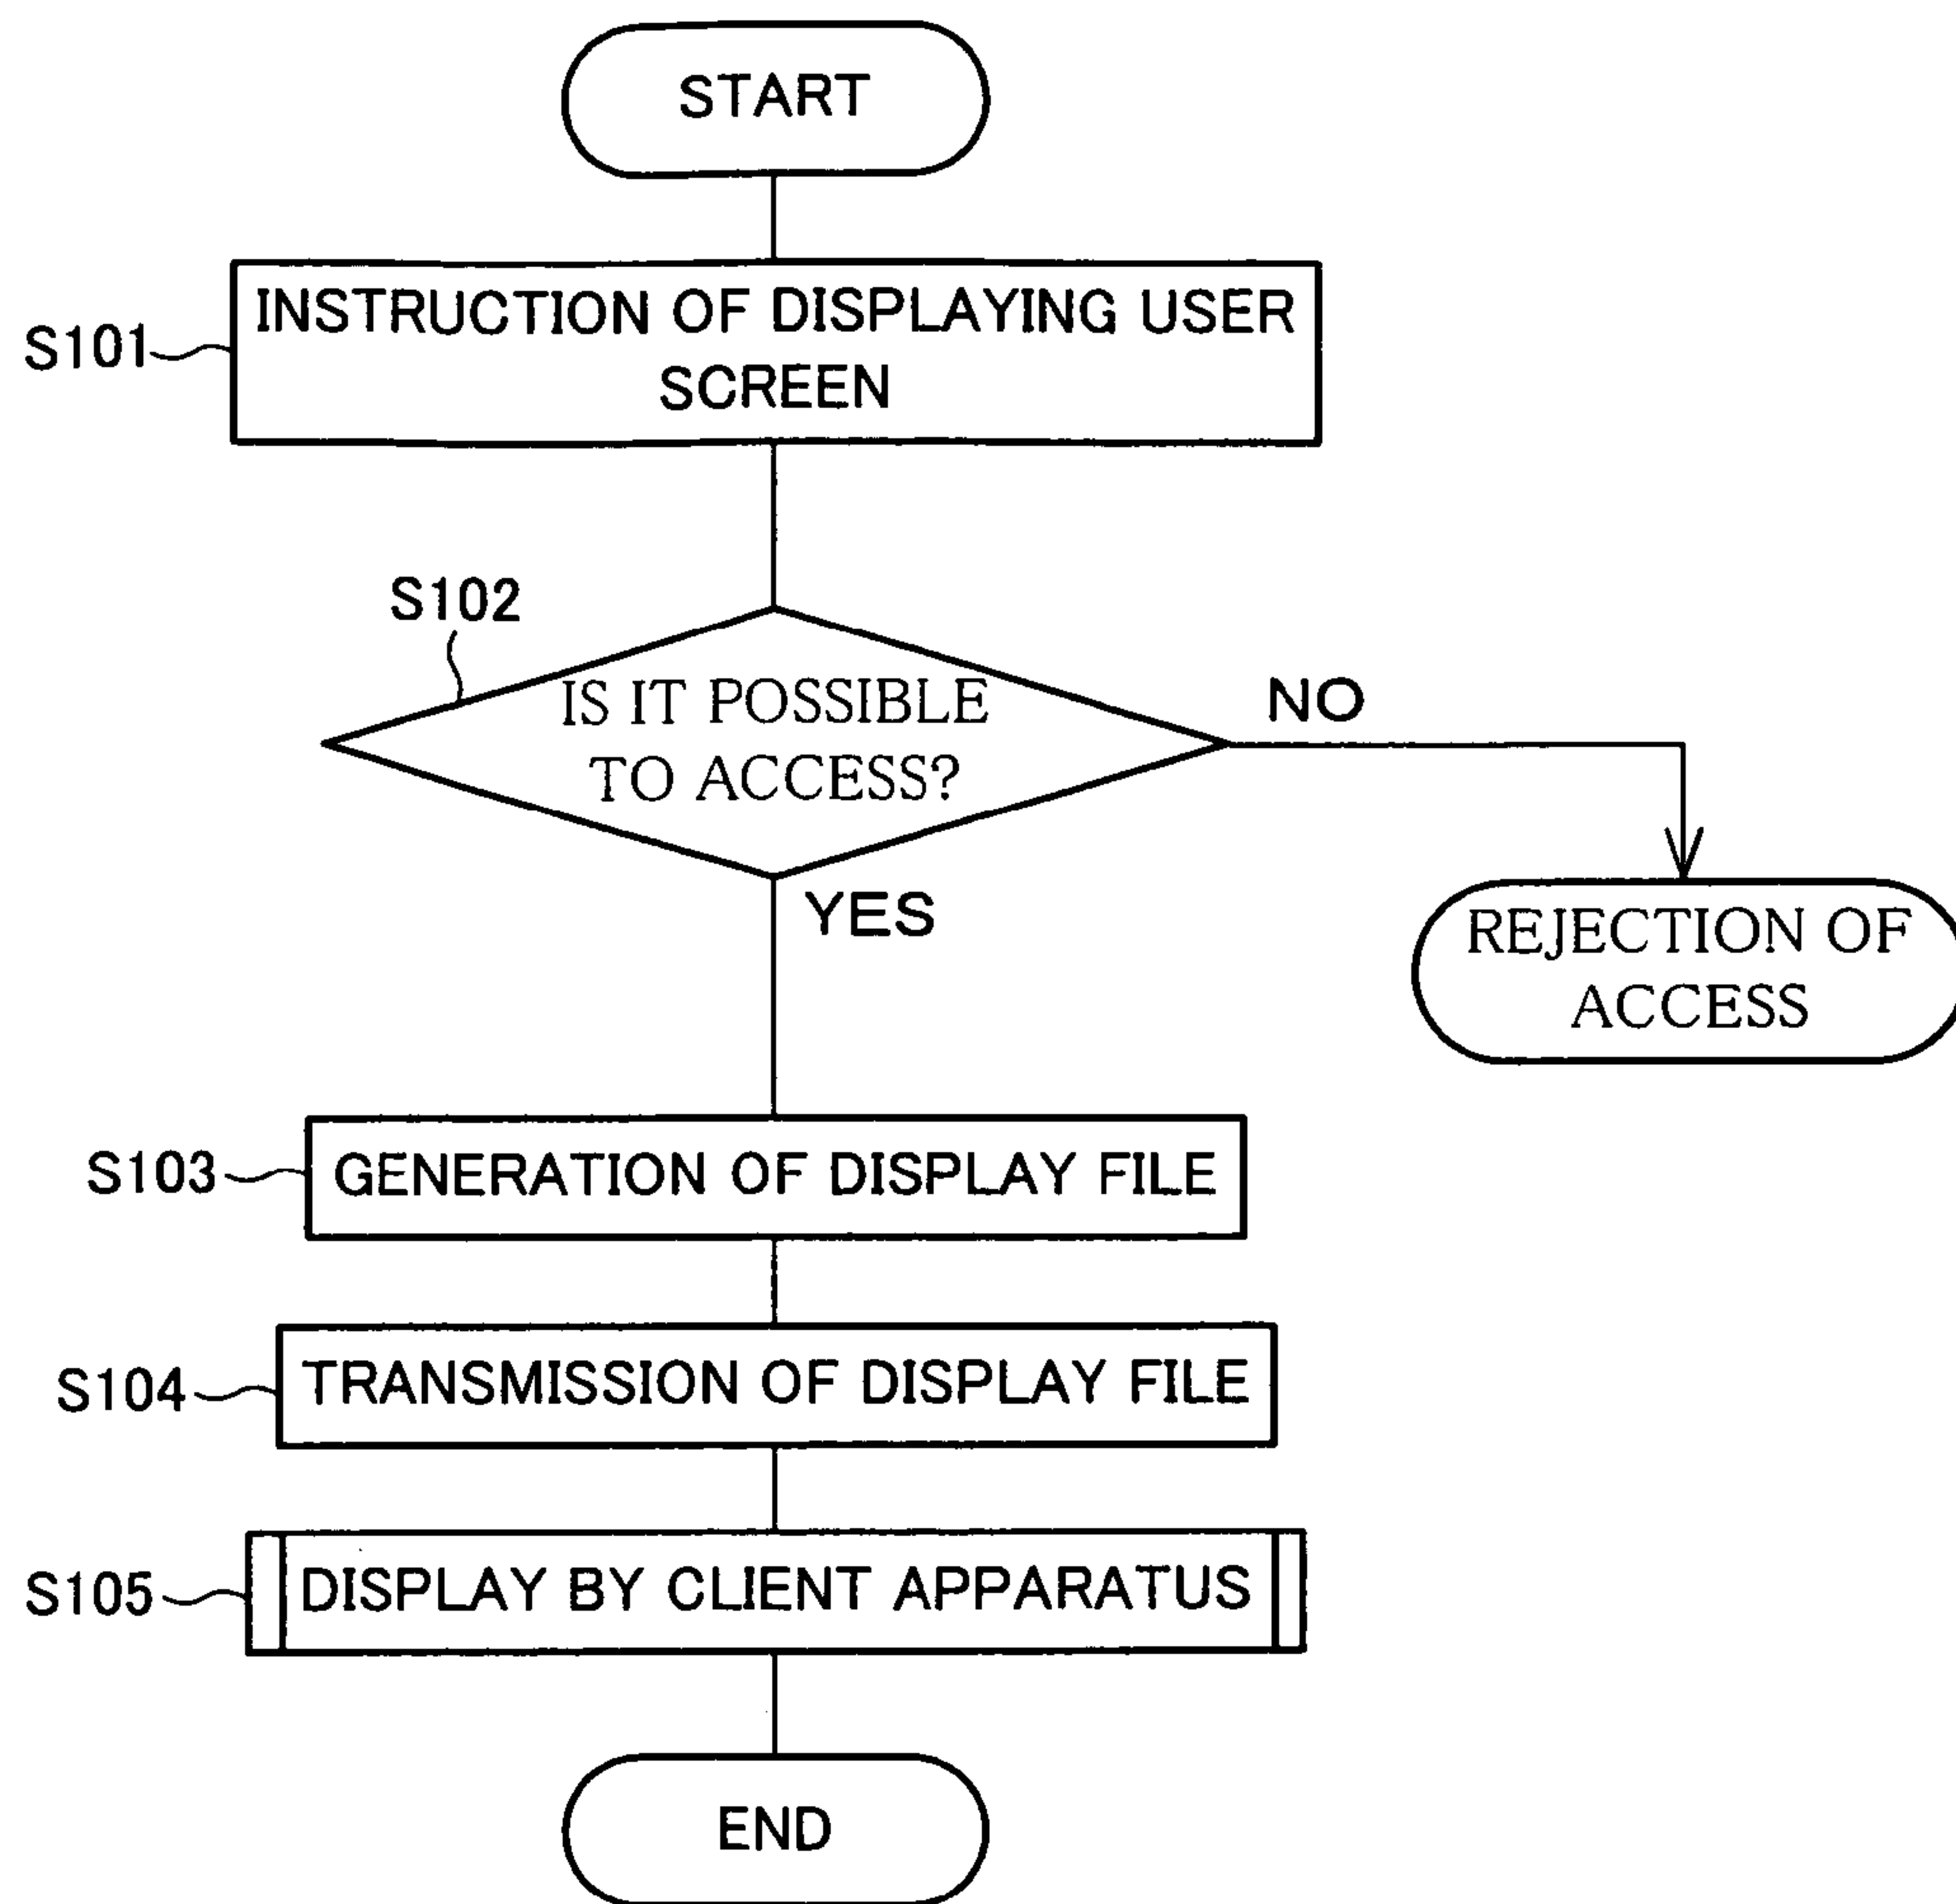 START
S101
INSTRUCTION OF DISPLAYING USER
SCREEN
S102
IS IT POSSIBLE
TO ACCESS?
NO
YES
REJECTION OF
ACCESS
S103
GENERATION OF DISPLAY FILE
S104
TRANSMISSION OF DISPLAY FILE
S105
DISPLAY BY CLIENT APPARATUS
END